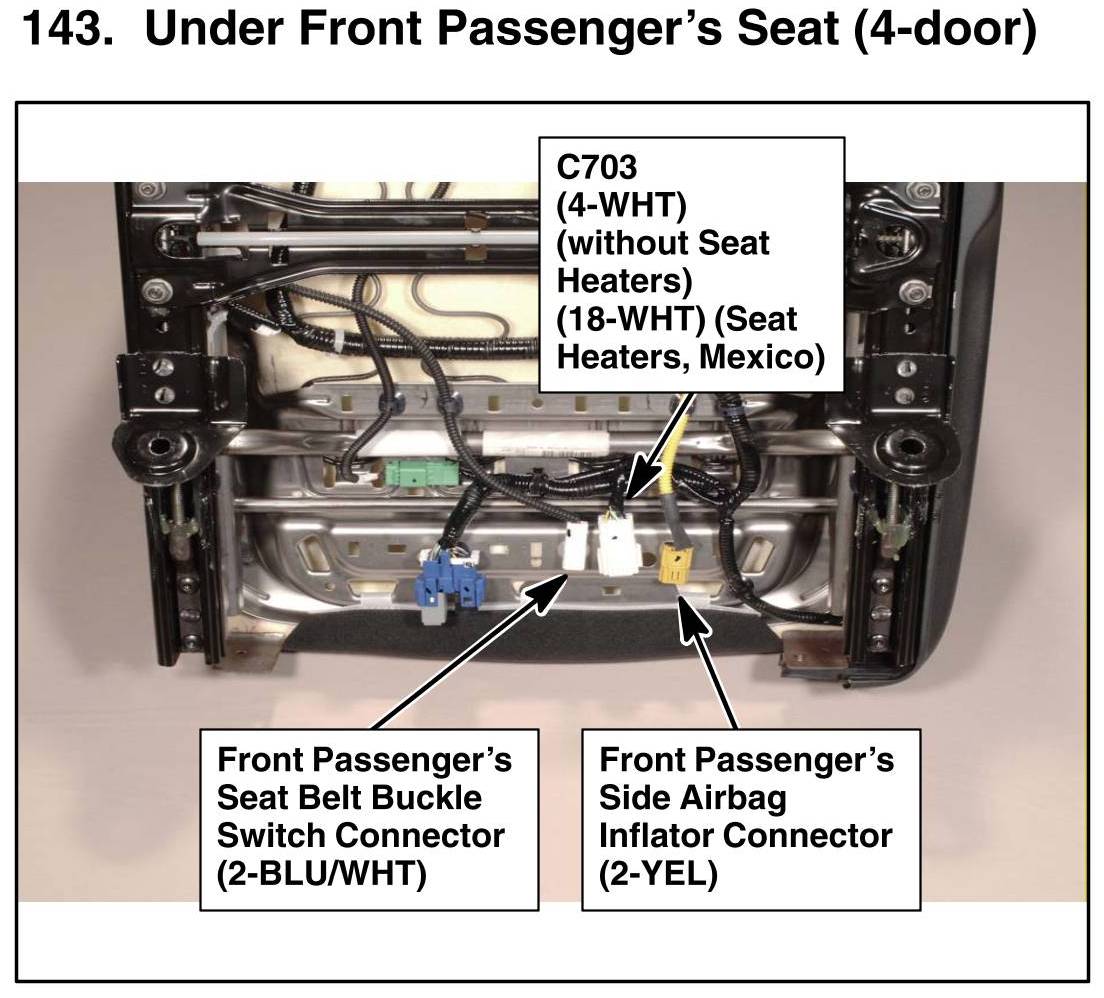 143. Under Front Passenger’s Seat (4-door)
C703
(4-WHT)
(without Seat
Heaters)
(18-WHT) (Seat
Heaters, Mexico)
Front Passenger’s
Seat Belt Buckle
Switch Connector
(2-BLU/WHT)
Front Passenger’s
Side Airbag
Inflator Connector
(2-YEL)